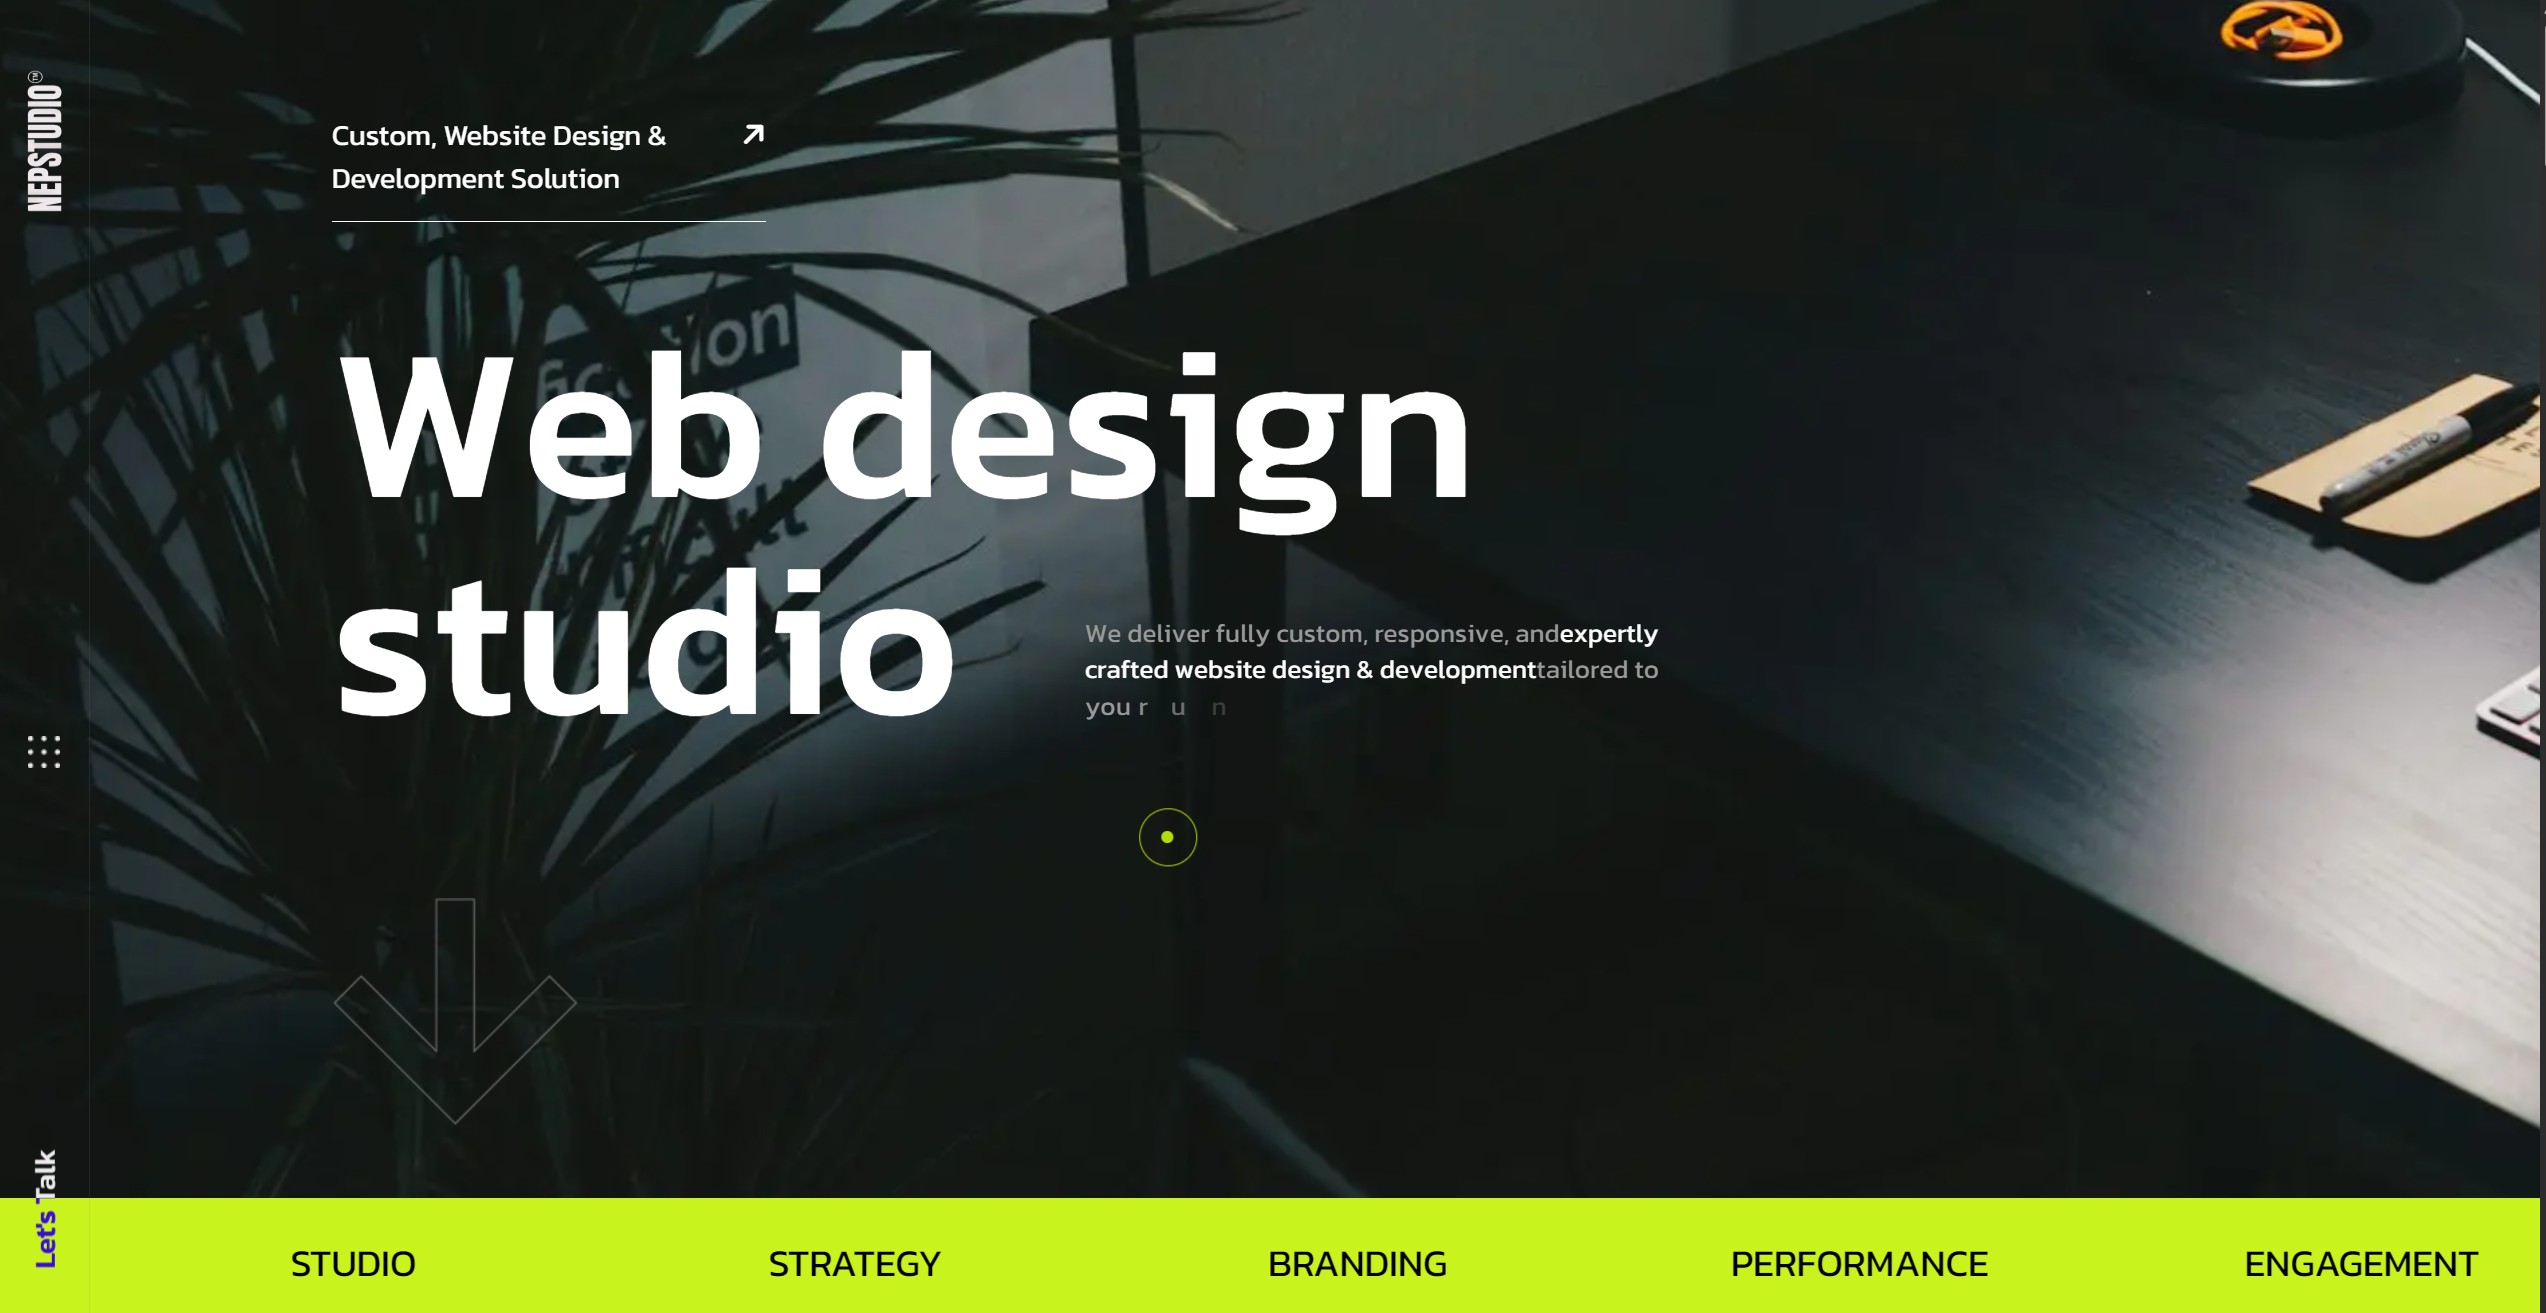 NEPSTUDIO
Custom, Website Design &
Development Solution
Web design
studio
We deliver fully custom, responsive, andexpertly
crafted website design & developmenttailored to
you r u n
Let's Talk
STUDIO STRATEGY BRANDING PERFORMANCE ENGAGEMENT